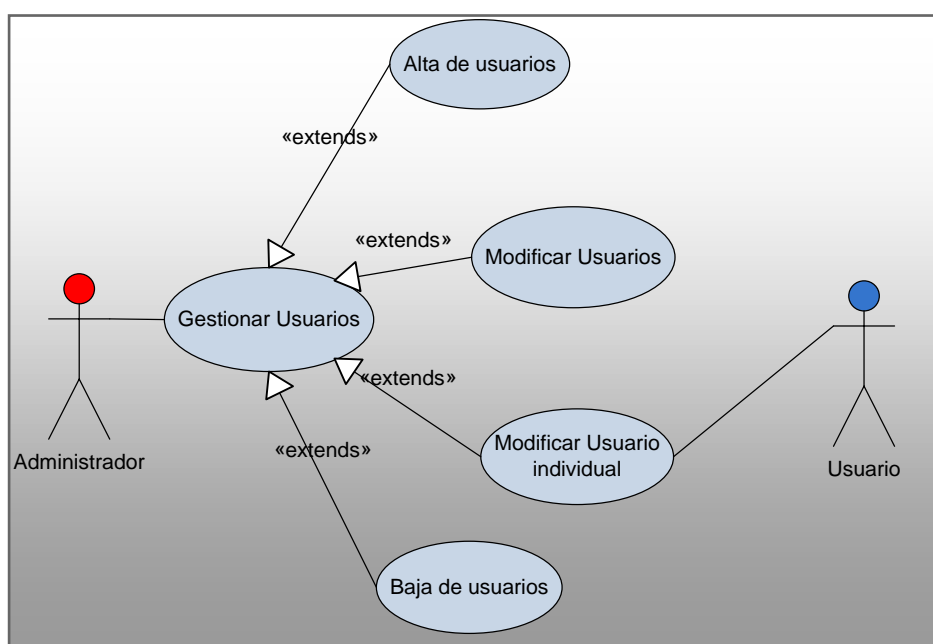 Alta de usuarios
«extends»
«extends»
Modificar Usuarios
Gestionar Usuarios
«extends»
Modificar Usuario
individual
«extends»
Administrador
Usuario
Baja de usuarios